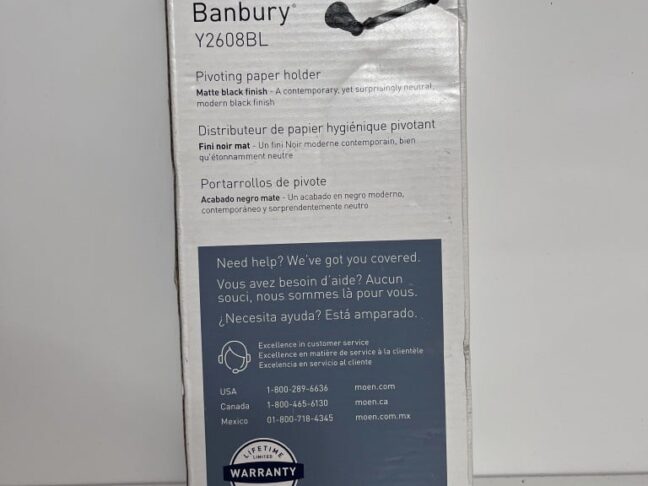 Banbury®
Y2608BL
Pivoting paper holder
Matte black finish - A contemporary, yet surprisingly neutral,
modern black finish
Distributeur de papier hygiénique pivotant
Fini noir mat - Un fini Noir moderne contemporain, bien
qu'étonnamment neutre
Portarrollos de pivote
Acabado negro mate - Un acabado en negro moderno,
contemporáneo y sorprendentemente neutro
Need help? We've got you covered.
Vous avez besoin d'aide? Aucun
souci, nous sommes là pour vous.
¿Necesita ayuda? Está amparado.
Excellence in customer service
Excellence en matière de service à la clientèle
Excelencia en servicio al cliente
USA 1-800-289-6636 moen.com
Canada 1-800-465-6130 moen.ca
Mexico 01-800-718-4345 moen.com.mx
LIFETIME
LIMITED
WARRANTY